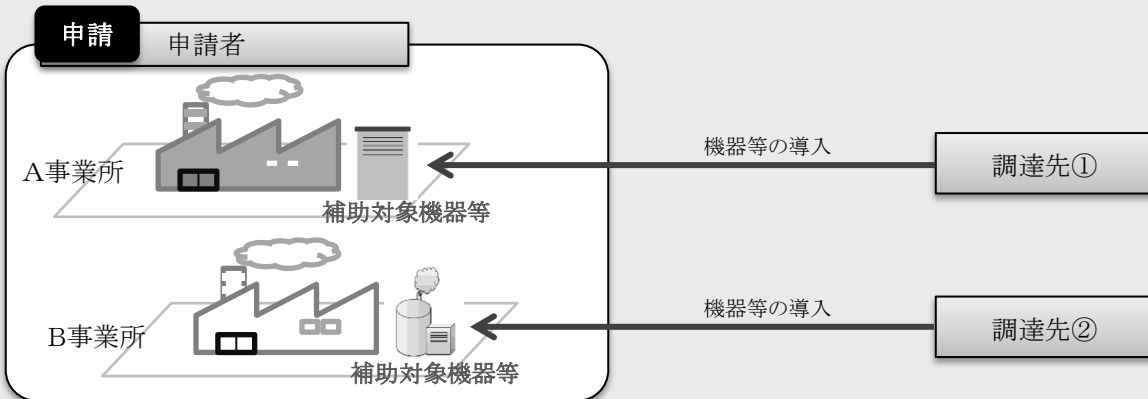 申請
申請者
A事業所
補助対象機器等
機器等の導入
調達先①
B事業所
補助対象機器等
機器等の導入
調達先②